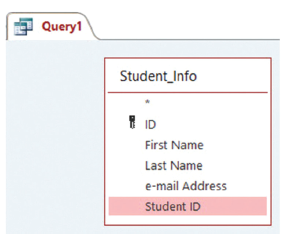 Query1
Student_Info
*
ID
First Name
Last Name
e-mail Address
Student ID